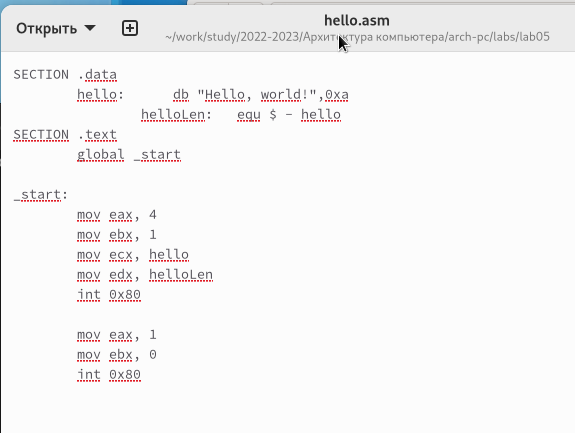 Открыть
hello.asm
~/work/study/2022-2023/Архитектура компьютера/arch-pc/labs/lab05
SECTION .data
hello: db "Hello, world!",0xa
helloLen: equ $ - hello
SECTION .text
global _start
_start:
mov eax, 4
mov ebx, 1
mov ecx, hello
mov edx, helloLen
int 0x80
mov eax, 1
mov ebx, 0
int 0x80